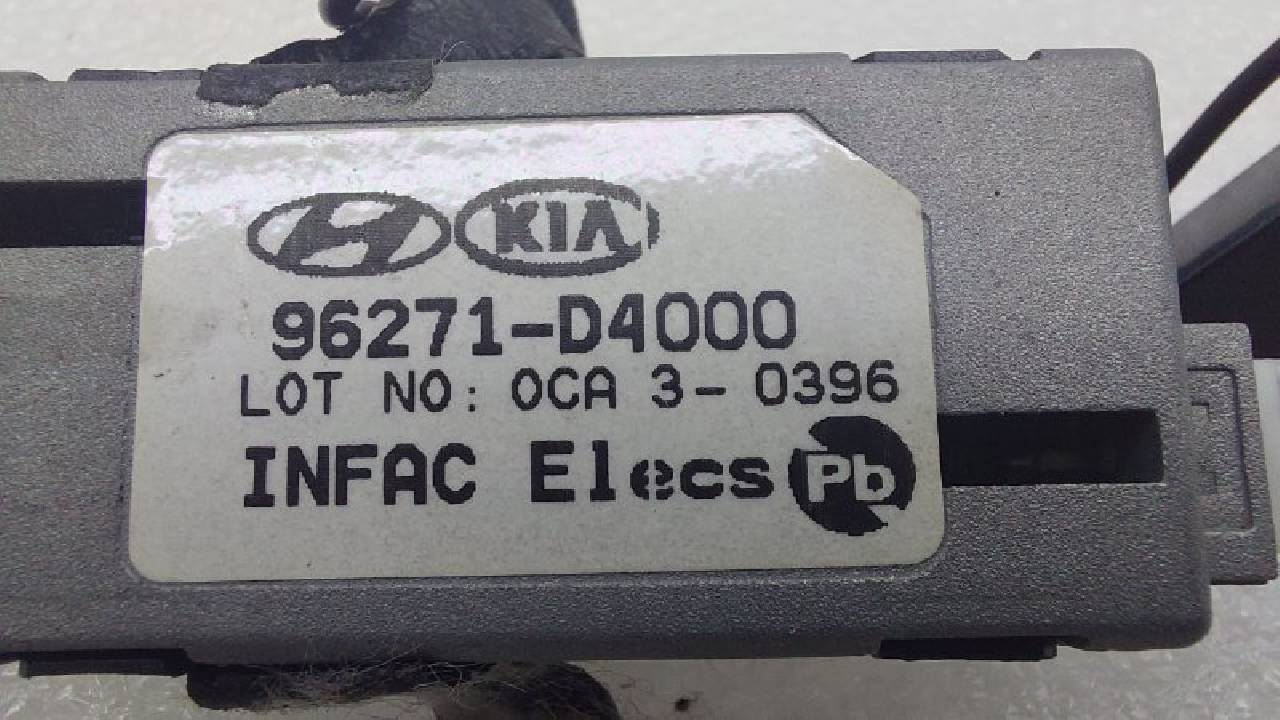 KIA
96271-D4000
LOT NO: OCA 3- 0396
INFAC Elecs Pb